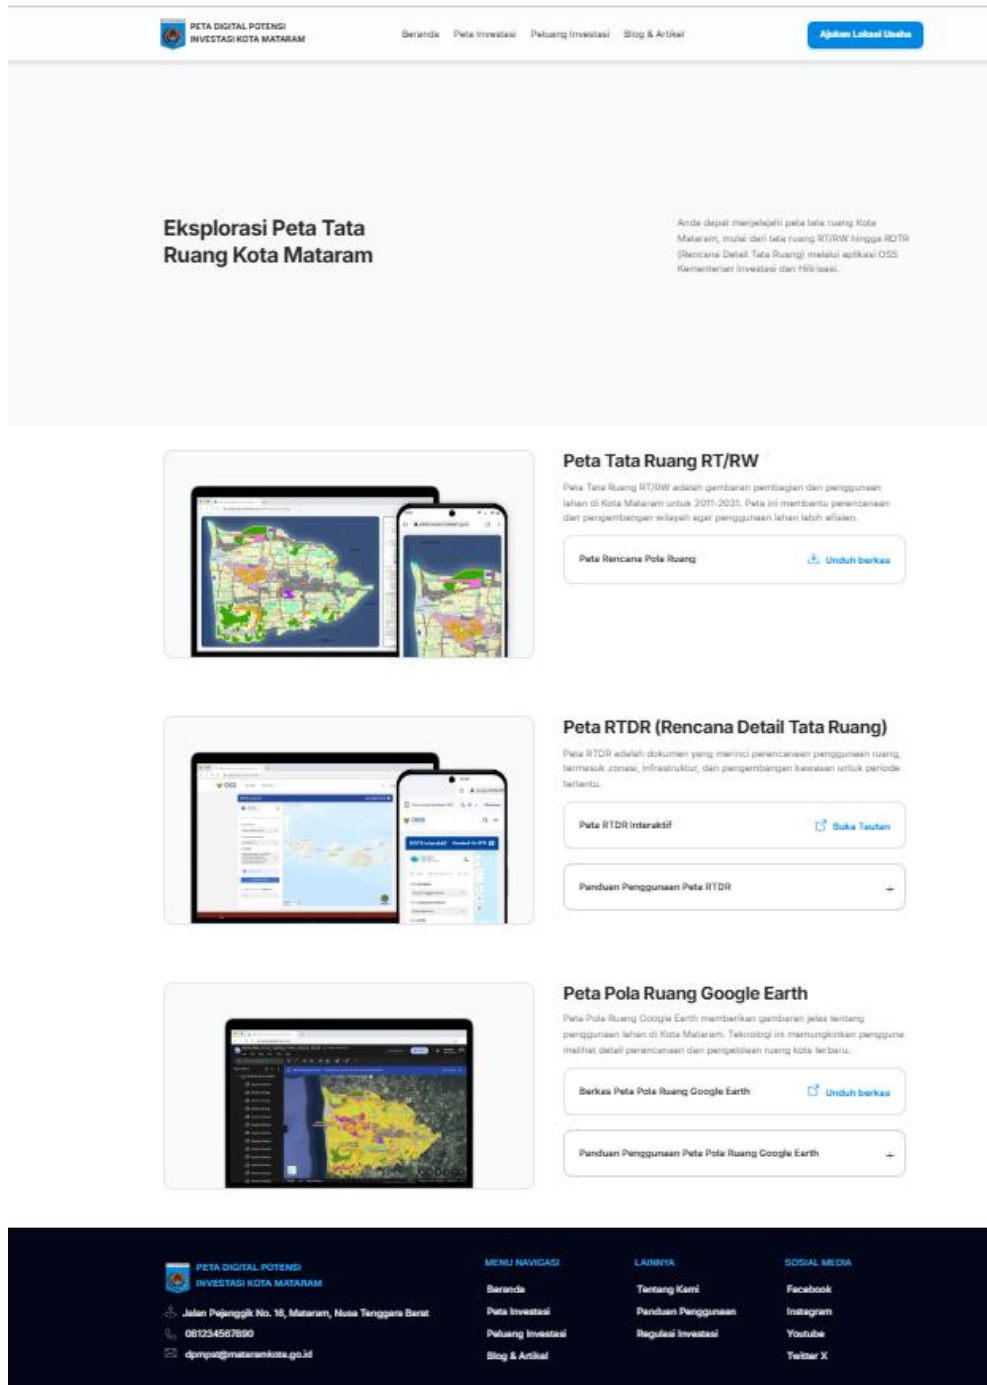 PETA DIGITAL POTENSI
INVESTASI KOTA MATARAM
Beranda Peta Investasi Peluang Investasi Blog & Artikel
Ajukan Lokasi Usaha
Eksplorasi Peta Tata
Ruang Kota Mataram
Anda dapat menjelajahi peta tata ruang Kota
Mataram, mulai dari tata ruang RT/RW hingga RDTR
(Rencana Detail Tata Ruang) melalui aplikasi OSS
Kementerian Investasi dan Hilirisasi.
Peta Tata Ruang RT/RW
Peta Tata Ruang RT/RW adalah gambaran pembagian dan penggunaan
lahan di Kota Mataram untuk 2011-2031. Peta ini membantu perencanaan
dan pengembangan wilayah agar penggunaan lahan lebih efisien.
Peta Rencana Pola Ruang
Unduh berkas
Peta RTDR (Rencana Detail Tata Ruang)
Peta RTDR adalah dokumen yang merinci perencanaan penggunaan ruang,
termasuk zonasi, infrastruktur, dan pengembangan kawasan untuk periode
tertentu.
OSS
OSS
Peta RTDR Interaktif
Buka Tautan
Panduan Penggunaan Peta RTDR
+
Peta Pola Ruang Google Earth
Peta Pola Ruang Google Earth memberikan gambaran jelas tentang
penggunaan lahan di Kota Mataram. Teknologi ini memungkinkan pengguna
melihat detail perencanaan dan pengelolaan ruang kota terbaru.
Berkas Peta Pola Ruang Google Earth
Unduh berkas
Panduan Penggunaan Peta Pola Ruang Google Earth
+
PETA DIGITAL POTENSI
INVESTASI KOTA MATARAM
Jalan Pejanggik No. 16, Mataram, Nusa Tenggara Barat
081234567890
dpmpst@mataramkota.go.id
MENU NAVIGASI
Beranda
Peta Investasi
Peluang Investasi
Blog & Artikel
LAINNYA
Tentang Kami
Panduan Penggunaan
Regulasi Investasi
SOSIAL MEDIA
Facebook
Instagram
Youtube
Twitter X